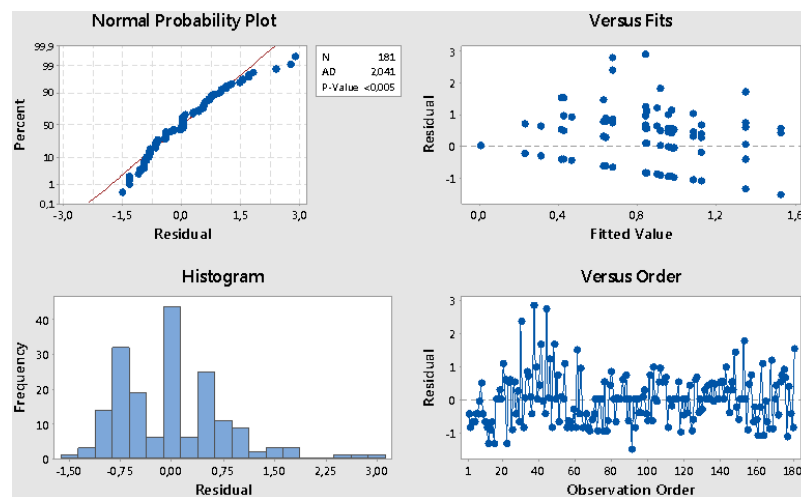 Normal Probability Plot
99,9
99
90
50
10
1
0,1
Percent
-3,0 -1,5 0,0 1,5 3,0
Residual
N 181
AD 2,041
P-Value <0,005
Versus Fits
3
2
1
0
-1
Residual
0,0 0,4 0,8 1,2 1,6
Fitted Value
Histogram
40
30
20
10
0
Frequency
-1,50 -0,75 0,00 0,75 1,50 2,25 3,00
Residual
Versus Order
3
2
1
0
-1
Residual
1 20 40 60 80 100 120 140 160 180
Observation Order